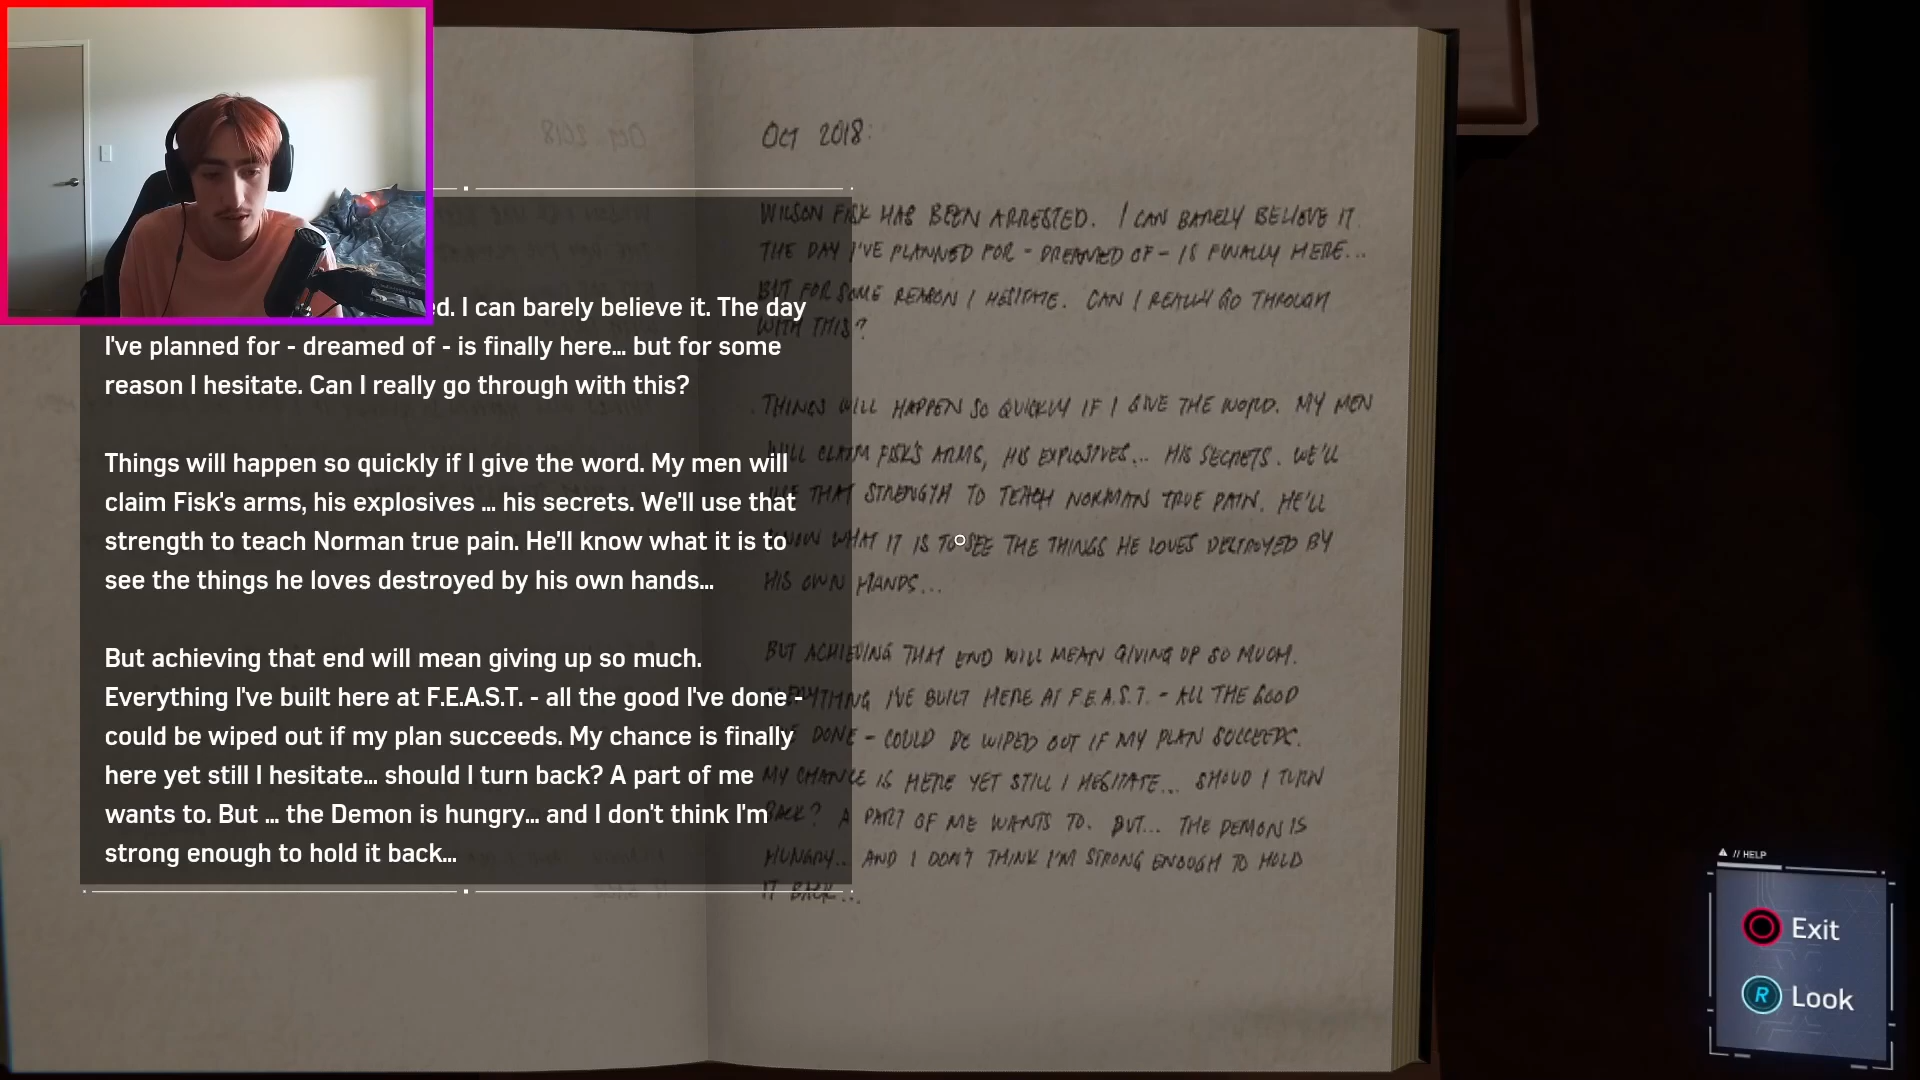 ed. I can barely believe it. The day
I've planned for - dreamed of - is finally here... but for some
reason I hesitate. Can I really go through with this?
Things will happen so quickly if I give the word. My men will
claim Fisk's arms, his explosives ... his secrets. We'll use that
strength to teach Norman true pain. He'll know what it is to
see the things he loves destroyed by his own hands...
But achieving that end will mean giving up so much.
Everything I've built here at F.E.A.S.T. - all the good I've done -
could be wiped out if my plan succeeds. My chance is finally
here yet still I hesitate... should I turn back? A part of me
wants to. But ... the Demon is hungry... and I don't think I'm
strong enough to hold it back...
OCT 2018:
WILSON FISK HAS BEEN ARRESTED. I CAN BARELY BELIEVE IT.
THE DAY I'VE PLANNED FOR - DREAMED OF - IS FINALLY HERE...
BUT FOR SOME REASON I HESITATE. CAN I REALLY GO THROUGH
WITH THIS?
THINGS WILL HAPPEN SO QUICKLY IF I GIVE THE WORD. MY MEN
WILL CLAIM FISK'S ARMS, HIS EXPLOSIVES... HIS SECRETS. WE'LL
USE THAT STRENGTH TO TEACH NORMAN TRUE PAIN. HE'LL
KNOW WHAT IT IS TO SEE THE THINGS HE LOVES DESTROYED BY
HIS OWN HANDS...
BUT ACHIEVING THAT END WILL MEAN GIVING UP SO MUCH.
EVERYTHING I'VE BUILT HERE AT F.E.A.S.T. - ALL THE GOOD
DONE - COULD BE WIPED OUT IF MY PLAN SUCCEEDS.
MY CHANCE IS HERE YET STILL I HESITATE... SHOULD I TURN
BACK? A PART OF ME WANTS TO. BUT... THE DEMON IS
HUNGRY... AND I DON'T THINK I'M STRONG ENOUGH TO HOLD
IT BACK...
// HELP
Exit
R Look